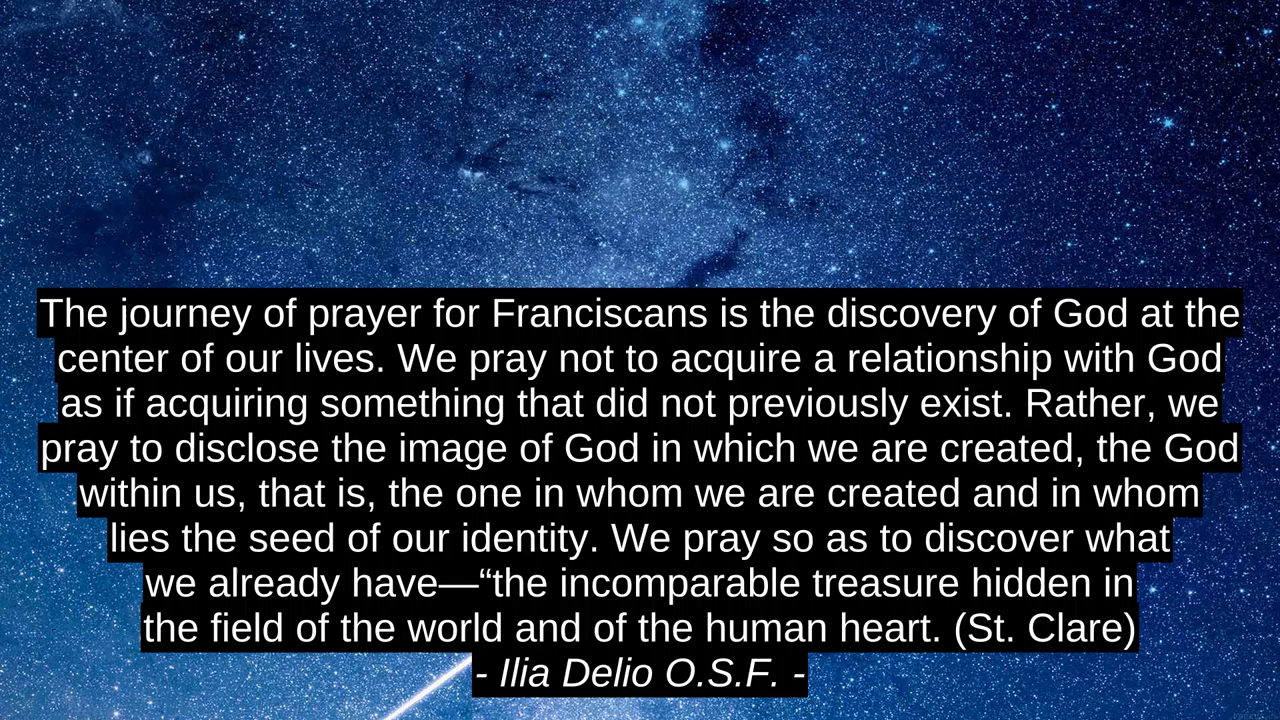 The journey of prayer for Franciscans is the discovery of God at the
center of our lives. We pray not to acquire a relationship with God
as if acquiring something that did not previously exist. Rather, we
pray to disclose the image of God in which we are created, the God
within us, that is, the one in whom we are created and in whom
lies the seed of our identity. We pray so as to discover what
we already have—“the incomparable treasure hidden in
the field of the world and of the human heart. (St. Clare)
- Ilia Delio O.S.F. -